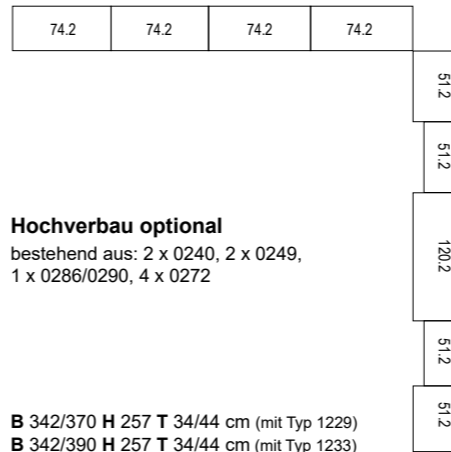 74.2 74.2 74.2 74.2
51.2
51.2
120.2
51.2
51.2
Hochverbau optional
bestehend aus: 2 x 0240, 2 x 0249,
1 x 0286/0290, 4 x 0272
B 342/370 H 257 T 34/44 cm (mit Typ 1229)
B 342/390 H 257 T 34/44 cm (mit Typ 1233)